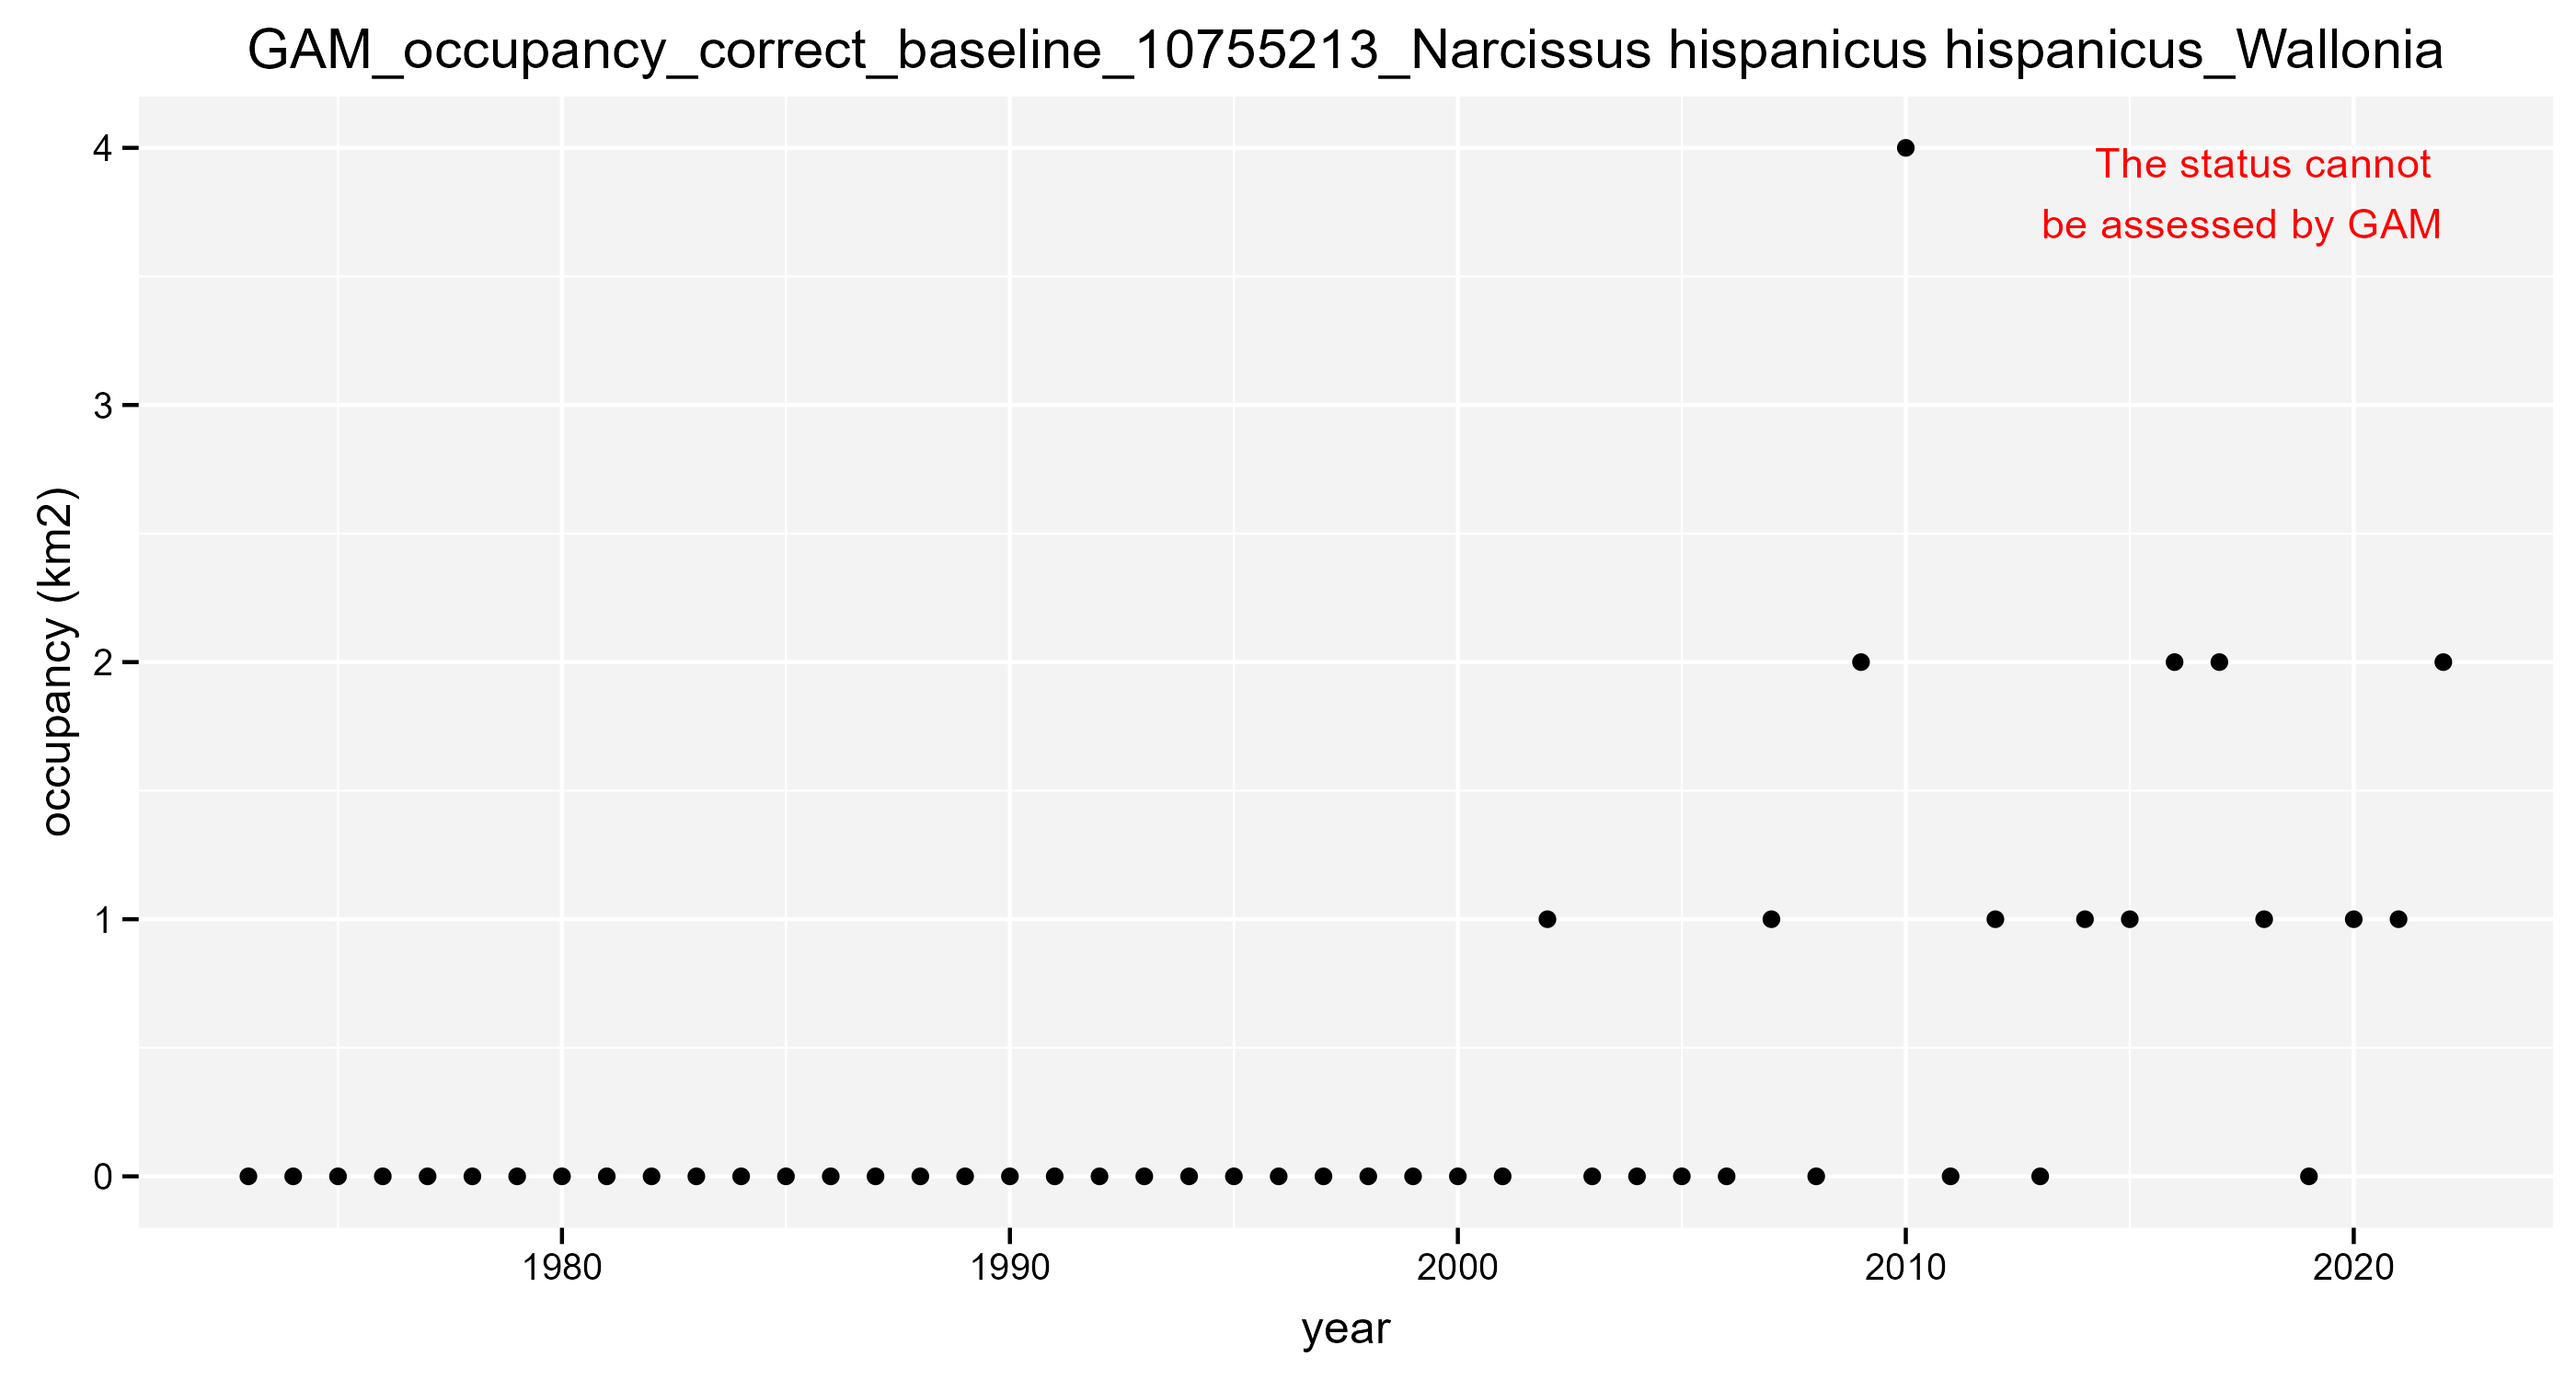 GAM_occupancy_correct_baseline_10755213_Narcissus hispanicus hispanicus_Wallonia
The status cannot
be assessed by GAM
occupancy (km2)
4
3
2
1
0
1980
1990
2000
2010
2020
year